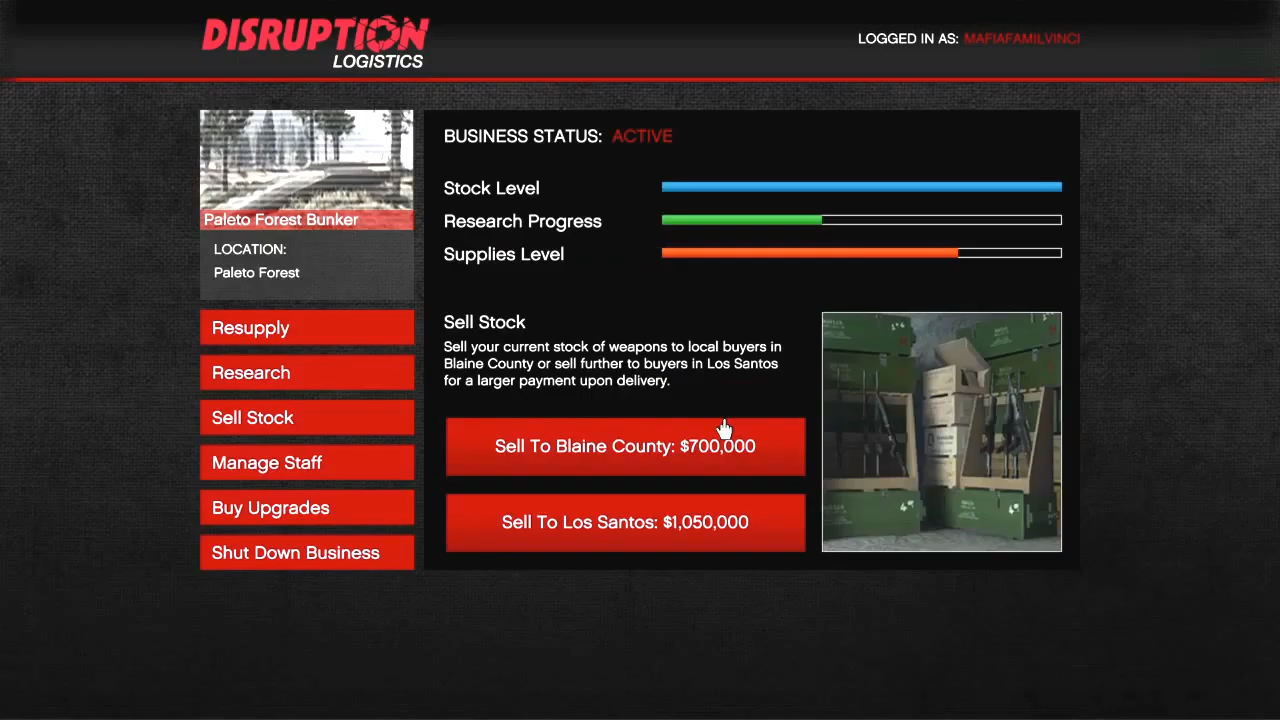 DISRUPTION
LOGISTICS
LOGGED IN AS: MAFIAFAMILVINCI
Paleto Forest Bunker
LOCATION:
Paleto Forest
Resupply
Research
Sell Stock
Manage Staff
Buy Upgrades
Shut Down Business
BUSINESS STATUS: ACTIVE
Stock Level
Research Progress
Supplies Level
Sell Stock
Sell your current stock of weapons to local buyers in
Blaine County or sell further to buyers in Los Santos
for a larger payment upon delivery.
Sell To Blaine County: $700,000
Sell To Los Santos: $1,050,000